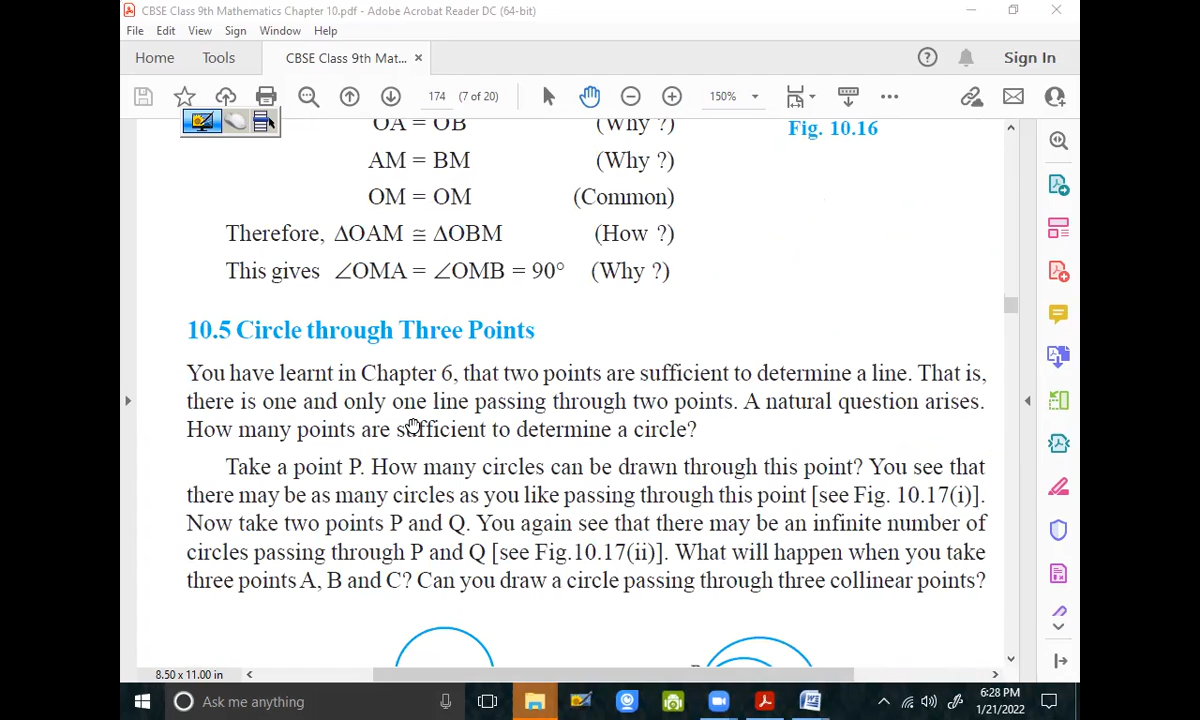 CBSE Class 9th Mathematics Chapter 10.pdf - Adobe Acrobat Reader DC (64-bit)
File Edit View Window Help
Home Tools CBSE Class 9th Mat... × Sign In
174 (7 of 20) 150%
OA = OB (Why ?) Fig. 10.16
AM = BM (Why ?)
OM = OM (Common)
Therefore, ΔOAM ≅ ΔOBM (How ?)
This gives ∠OMA = ∠OMB = 90° (Why ?)
10.5 Circle through Three Points
You have learnt in Chapter 6, that two points are sufficient to determine a line. That is,
there is one and only one line passing through two points. A natural question arises.
How many points are sufficient to determine a circle?
Take a point P. How many circles can be drawn through this point? You see that
there may be as many circles as you like passing through this point [see Fig. 10.17(i)].
Now take two points P and Q. You again see that there may be an infinite number of
circles passing through P and Q [see Fig.10.17(ii)]. What will happen when you take
three points A, B and C? Can you draw a circle passing through three collinear points?
8.50 x 11.00 in
Ask me anything
6:28 PM
1/21/2022